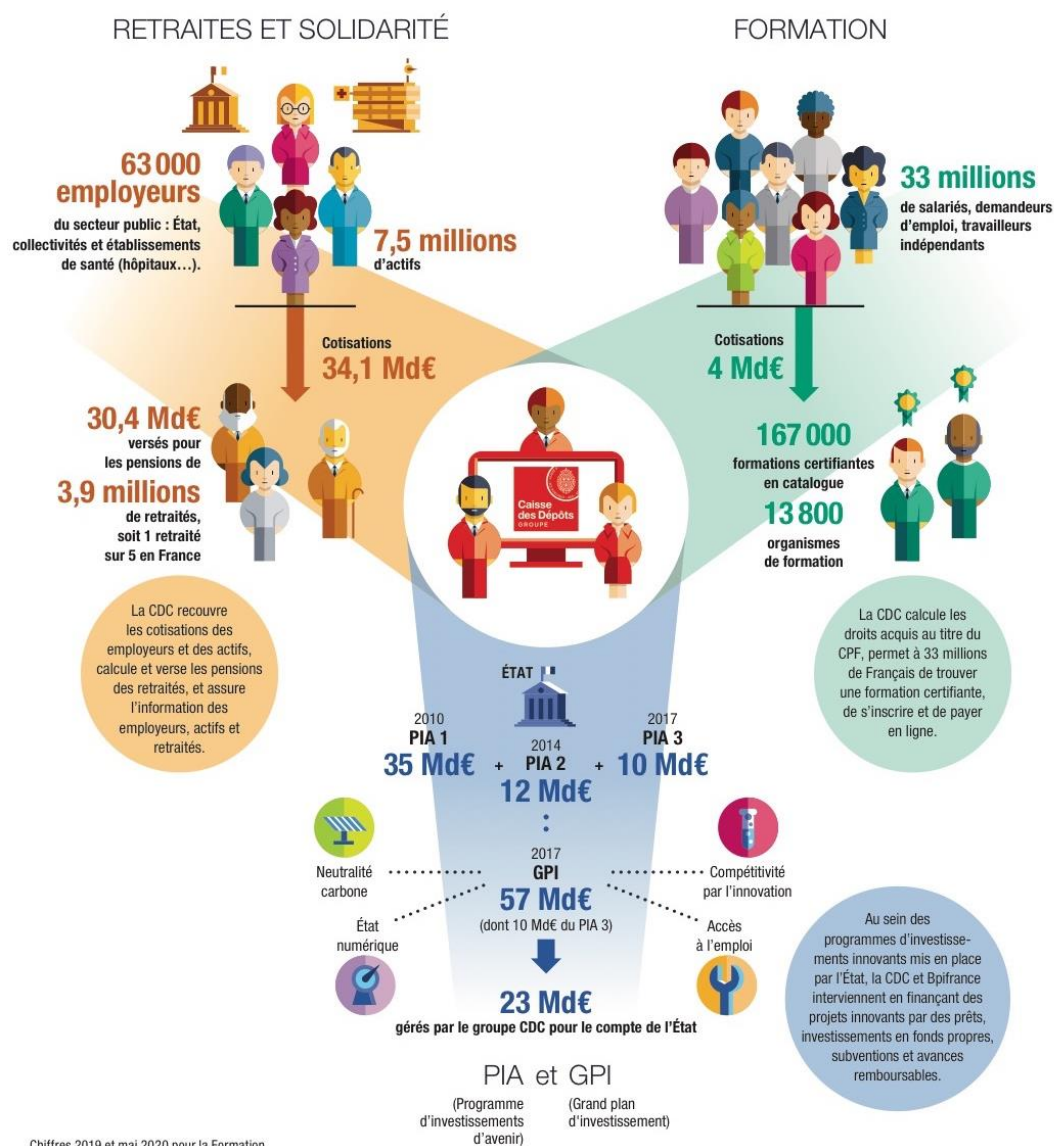 RETRAITES ET SOLIDARITÉ
63 000
employeurs
du secteur public : État,
collectivités et établissements
de santé (hôpitaux…).
7,5 millions
d'actifs
Cotisations
34,1 Md€
30,4 Md€
versés pour
les pensions de
3,9 millions
de retraités,
soit 1 retraité
sur 5 en France
La CDC recouvre
les cotisations des
employeurs et des actifs,
calcule et verse les pensions
des retraités, et assure
l'information des
employeurs, actifs et
retraités.
FORMATION
33 millions
de salariés, demandeurs
d'emploi, travailleurs
indépendants
Cotisations
4 Md€
167 000
formations certifiantes
en catalogue
13 800
organismes
de formation
La CDC calcule les
droits acquis au titre du
CPF, permet à 33 millions
de Français de trouver
une formation certifiante,
de s'inscrire et de payer
en ligne.
Caisse
des Dépôts
GROUPE
ÉTAT
2010
PIA 1
35 Md€
+
2014
PIA 2
12 Md€
+
2017
PIA 3
10 Md€
2017
GPI
57 Md€
(dont 10 Md€ du PIA 3)
Neutralité
carbone
État
numérique
Compétitivité
par l'innovation
Accès
à l'emploi
23 Md€
gérés par le groupe CDC pour le compte de l'État
Au sein des
programmes d'investisse-
ments innovants mis en place
par l'État, la CDC et Bpifrance
interviennent en finançant des
projets innovants par des prêts,
investissements en fonds propres,
subventions et avances
remboursables.
PIA et GPI
(Programme
d'investissements
d'avenir)
(Grand plan
d'investissement)
Chiffres 2019 et mai 2020 pour la Formation